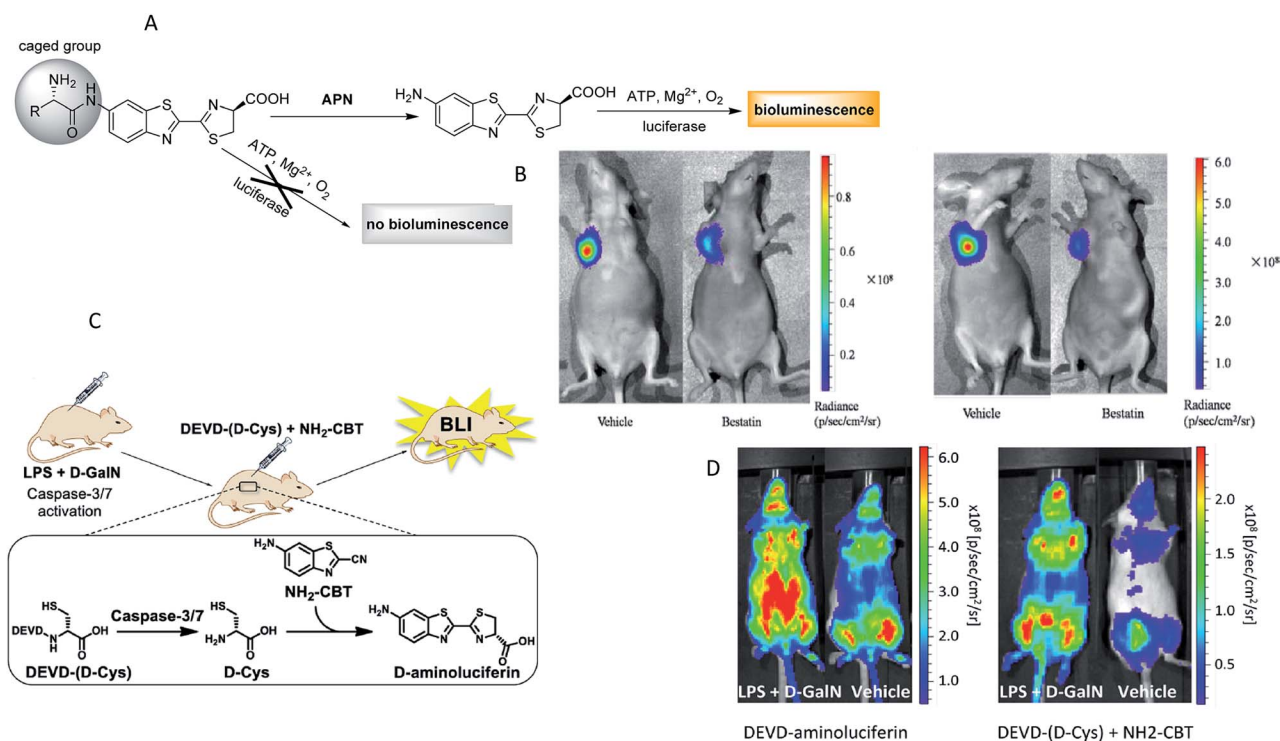 A
caged group
NH₂
H
N
R
O
S
N
N
S
COOH
APN
H₂N
S
N
N
S
COOH
ATP, Mg²⁺, O₂
luciferase
bioluminescence
ATP, Mg²⁺, O₂
luciferase
no bioluminescence
B
Vehicle
Bestatin
0.8
0.6
×10⁸
0.4
0.2
Radiance
(p/sec/cm²/sr)
Vehicle
Bestatin
6.0
5.0
4.0
×10⁸
3.0
2.0
1.0
Radiance
(p/sec/cm²/sr)
C
LPS + D-GalN
Caspase-3/7
activation
DEVD-(D-Cys) + NH₂-CBT
BLI
H₂N
S
N
CN
NH₂-CBT
HS
DEVD
N
H
OH
O
DEVD-(D-Cys)
Caspase-3/7
HS
H₂N
OH
O
D-Cys
H₂N
S
N
S
N
OH
O
D-aminoluciferin
D
LPS + D-GalN
Vehicle
6.0
5.0
4.0
3.0
2.0
1.0
x10⁸ [p/sec/cm²/sr]
DEVD-aminoluciferin
LPS + D-GalN
Vehicle
2.0
1.5
1.0
0.5
x10⁸ [p/sec/cm²/sr]
DEVD-(D-Cys) + NH2-CBT